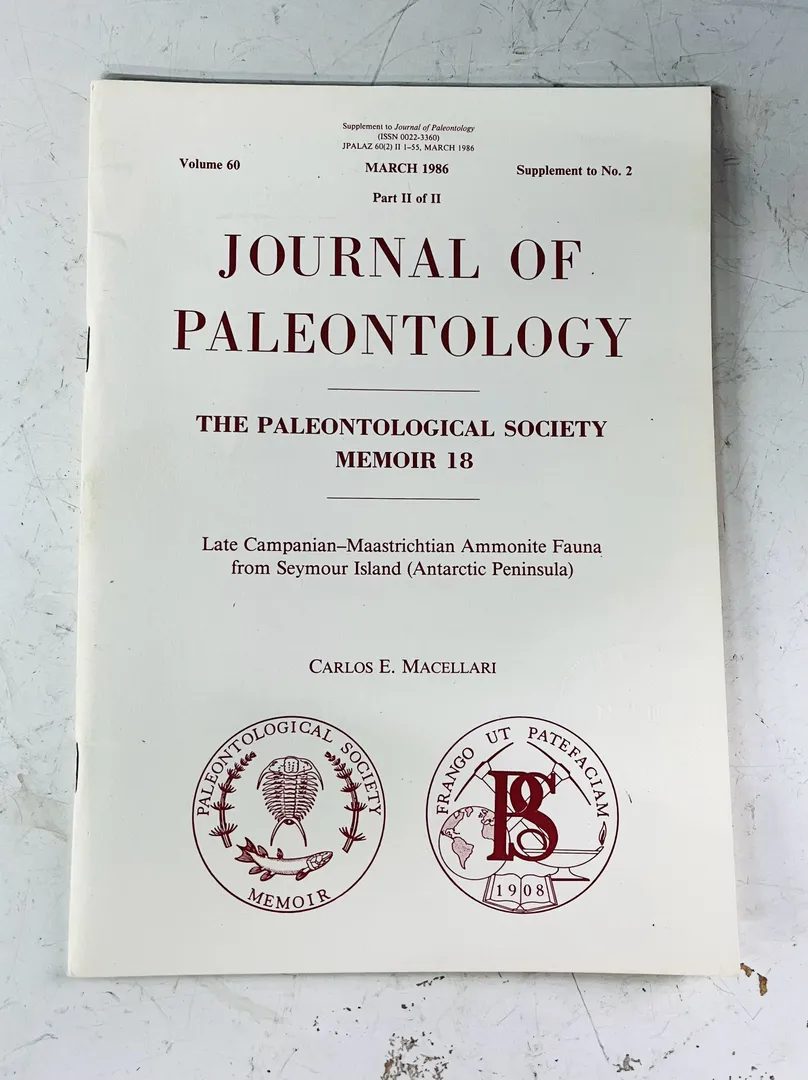 Supplement to Journal of Paleontology
(ISSN 0022-3360)
JPALAZ 60(2) II 1–55, MARCH 1986
Volume 60 MARCH 1986 Supplement to No. 2
Part II of II
JOURNAL OF
PALEONTOLOGY
THE PALEONTOLOGICAL SOCIETY
MEMOIR 18
Late Campanian–Maastrichtian Ammonite Fauna
from Seymour Island (Antarctic Peninsula)
CARLOS E. MACELLARI
PALEONTOLOGICAL SOCIETY
MEMOIR
FRANGO UT PATEFACIAM
PS
1908